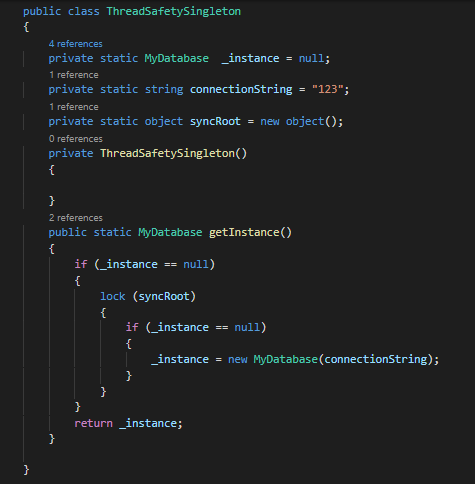 public class ThreadSafetySingleton
{
4 references
private static MyDatabase  _instance = null;
1 reference
private static string connectionString = "123";
1 reference
private static object syncRoot = new object();
0 references
private ThreadSafetySingleton()
{
}
2 references
public static MyDatabase getInstance()
{
if (_instance == null)
{
lock (syncRoot)
{
if (_instance == null)
{
_instance = new MyDatabase(connectionString);
}
}
}
return _instance;
}
}